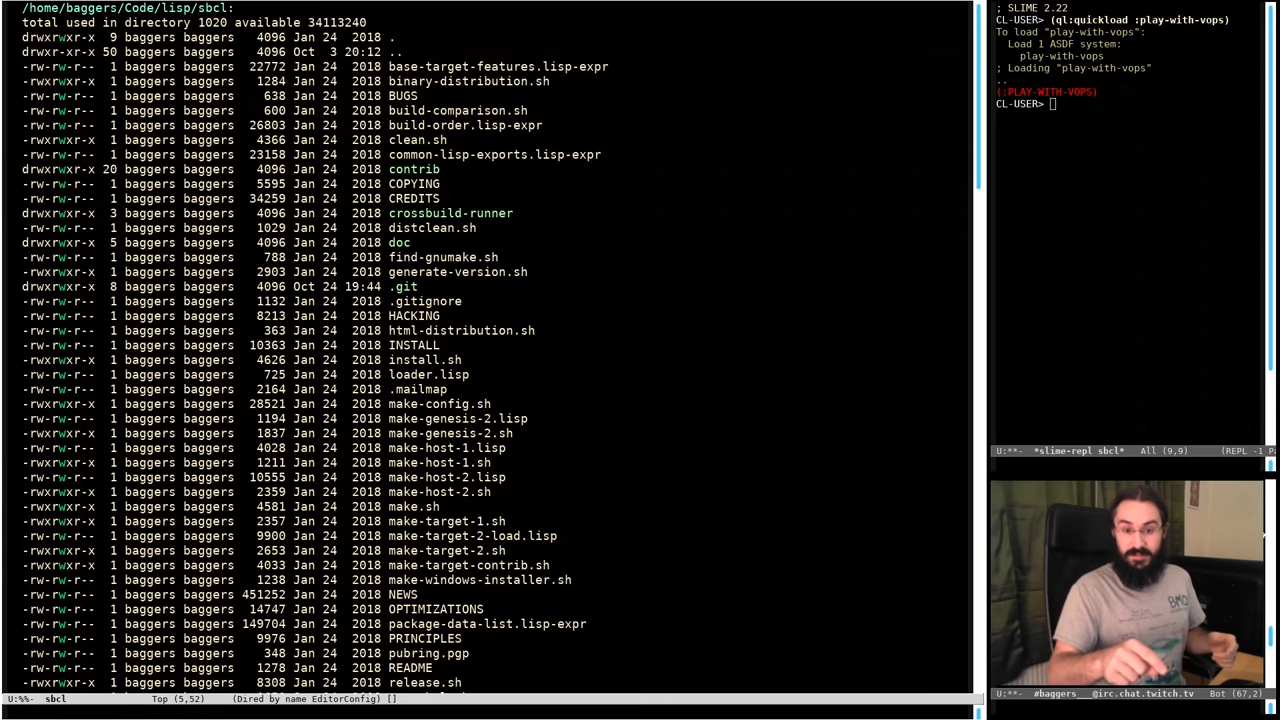 /home/baggers/Code/lisp/sbcl:
total used in directory 1020 available 34113240
drwxrwxr-x 9 baggers baggers 4096 Jan 24 2018 .
drwxr-xr-x 50 baggers baggers 4096 Oct 3 20:12 ..
-rw-rw-r-- 1 baggers baggers 22772 Jan 24 2018 base-target-features.lisp-expr
-rwxrwxr-x 1 baggers baggers 1284 Jan 24 2018 binary-distribution.sh
-rw-rw-r-- 1 baggers baggers 638 Jan 24 2018 BUGS
-rw-rw-r-- 1 baggers baggers 600 Jan 24 2018 build-comparison.sh
-rw-rw-r-- 1 baggers baggers 26803 Jan 24 2018 build-order.lisp-expr
-rwxrwxr-x 1 baggers baggers 4366 Jan 24 2018 clean.sh
-rw-rw-r-- 1 baggers baggers 23158 Jan 24 2018 common-lisp-exports.lisp-expr
drwxrwxr-x 20 baggers baggers 4096 Jan 24 2018 contrib
-rw-rw-r-- 1 baggers baggers 5595 Jan 24 2018 COPYING
-rw-rw-r-- 1 baggers baggers 34259 Jan 24 2018 CREDITS
drwxrwxr-x 3 baggers baggers 4096 Jan 24 2018 crossbuild-runner
-rwxrwxr-x 1 baggers baggers 1029 Jan 24 2018 distclean.sh
drwxrwxr-x 5 baggers baggers 4096 Jan 24 2018 doc
-rw-rw-r-- 1 baggers baggers 788 Jan 24 2018 find-gnumake.sh
-rwxrwxr-x 1 baggers baggers 2903 Jan 24 2018 generate-version.sh
drwxrwxr-x 8 baggers baggers 4096 Oct 24 19:44 .git
-rw-rw-r-- 1 baggers baggers 1132 Jan 24 2018 .gitignore
-rw-rw-r-- 1 baggers baggers 8213 Jan 24 2018 HACKING
-rwxrwxr-x 1 baggers baggers 363 Jan 24 2018 html-distribution.sh
-rw-rw-r-- 1 baggers baggers 10363 Jan 24 2018 INSTALL
-rwxrwxr-x 1 baggers baggers 4626 Jan 24 2018 install.sh
-rw-rw-r-- 1 baggers baggers 725 Jan 24 2018 loader.lisp
-rw-rw-r-- 1 baggers baggers 2164 Jan 24 2018 .mailmap
-rwxrwxr-x 1 baggers baggers 28521 Jan 24 2018 make-config.sh
-rw-rw-r-- 1 baggers baggers 1194 Jan 24 2018 make-genesis-2.lisp
-rwxrwxr-x 1 baggers baggers 1837 Jan 24 2018 make-genesis-2.sh
-rw-rw-r-- 1 baggers baggers 4028 Jan 24 2018 make-host-1.lisp
-rwxrwxr-x 1 baggers baggers 1211 Jan 24 2018 make-host-1.sh
-rw-rw-r-- 1 baggers baggers 10555 Jan 24 2018 make-host-2.lisp
-rwxrwxr-x 1 baggers baggers 2359 Jan 24 2018 make-host-2.sh
-rwxrwxr-x 1 baggers baggers 4581 Jan 24 2018 make.sh
-rwxrwxr-x 1 baggers baggers 2357 Jan 24 2018 make-target-1.sh
-rw-rw-r-- 1 baggers baggers 9900 Jan 24 2018 make-target-2-load.lisp
-rwxrwxr-x 1 baggers baggers 2653 Jan 24 2018 make-target-2.sh
-rwxrwxr-x 1 baggers baggers 4033 Jan 24 2018 make-target-contrib.sh
-rwxrwxr-x 1 baggers baggers 1238 Jan 24 2018 make-windows-installer.sh
-rw-rw-r-- 1 baggers baggers 451252 Jan 24 2018 NEWS
-rw-rw-r-- 1 baggers baggers 14747 Jan 24 2018 OPTIMIZATIONS
-rw-rw-r-- 1 baggers baggers 149704 Jan 24 2018 package-data-list.lisp-expr
-rw-rw-r-- 1 baggers baggers 9976 Jan 24 2018 PRINCIPLES
-rw-rw-r-- 1 baggers baggers 348 Jan 24 2018 pubring.pgp
-rw-rw-r-- 1 baggers baggers 1278 Jan 24 2018 README
-rwxrwxr-x 1 baggers baggers 8308 Jan 24 2018 release.sh
U:%%- sbcl Top (5,52) (Dired by name EditorConfig) []
; SLIME 2.22
CL-USER> (ql:quickload :play-with-vops)
To load "play-with-vops":
Load 1 ASDF system:
play-with-vops
; Loading "play-with-vops"
..
(:PLAY-WITH-VOPS)
CL-USER>
U:**- *slime-repl sbcl* All (9,9) (REPL -1 P
U:**- #baggers___@irc.chat.twitch.tv Bot (67,2)